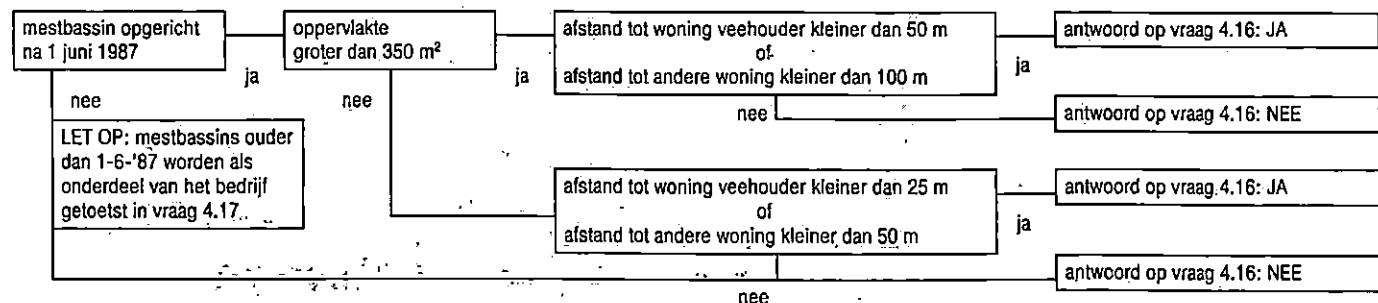 mestbassin opgericht
na 1 juni 1987
ja
nee
oppervlakte
groter dan 350 m²
ja
nee
afstand tot woning veehouder kleiner dan 50 m
of
afstand tot andere woning kleiner dan 100 m
ja
nee
antwoord op vraag 4.16: JA
antwoord op vraag 4.16: NEE
LET OP: mestbassins ouder
dan 1-6-'87 worden als
onderdeel van het bedrijf
getoetst in vraag 4.17.
afstand tot woning veehouder kleiner dan 25 m
of
afstand tot andere woning kleiner dan 50 m
ja
nee
antwoord op vraag 4.16: JA
antwoord op vraag 4.16: NEE